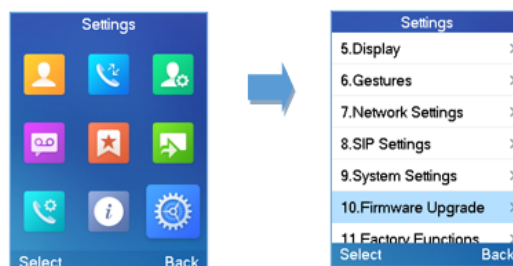 Settings
Select Back
Settings
5.Display
6.Gestures
7.Network Settings
8.SIP Settings
9.System Settings
10.Firmware Upgrade
11.Factory Functions
Select Back